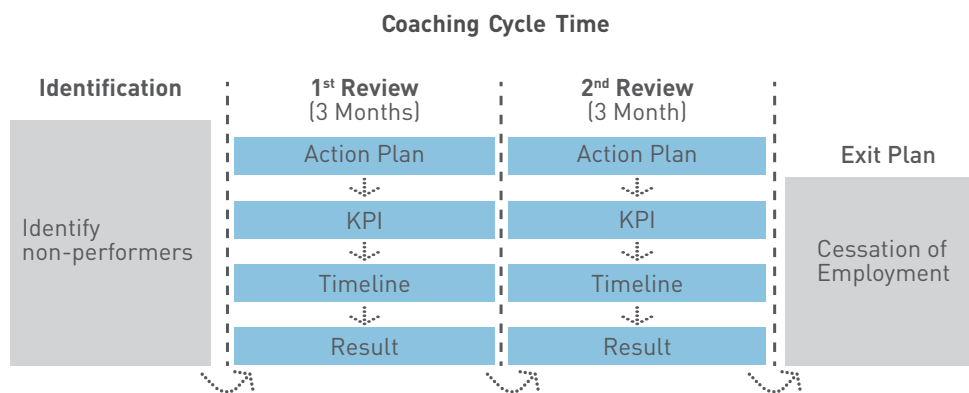 Coaching Cycle Time
Identification
Identify
non-performers
1st Review
(3 Months)
Action Plan
KPI
Timeline
Result
2nd Review
(3 Month)
Action Plan
KPI
Timeline
Result
Exit Plan
Cessation of
Employment